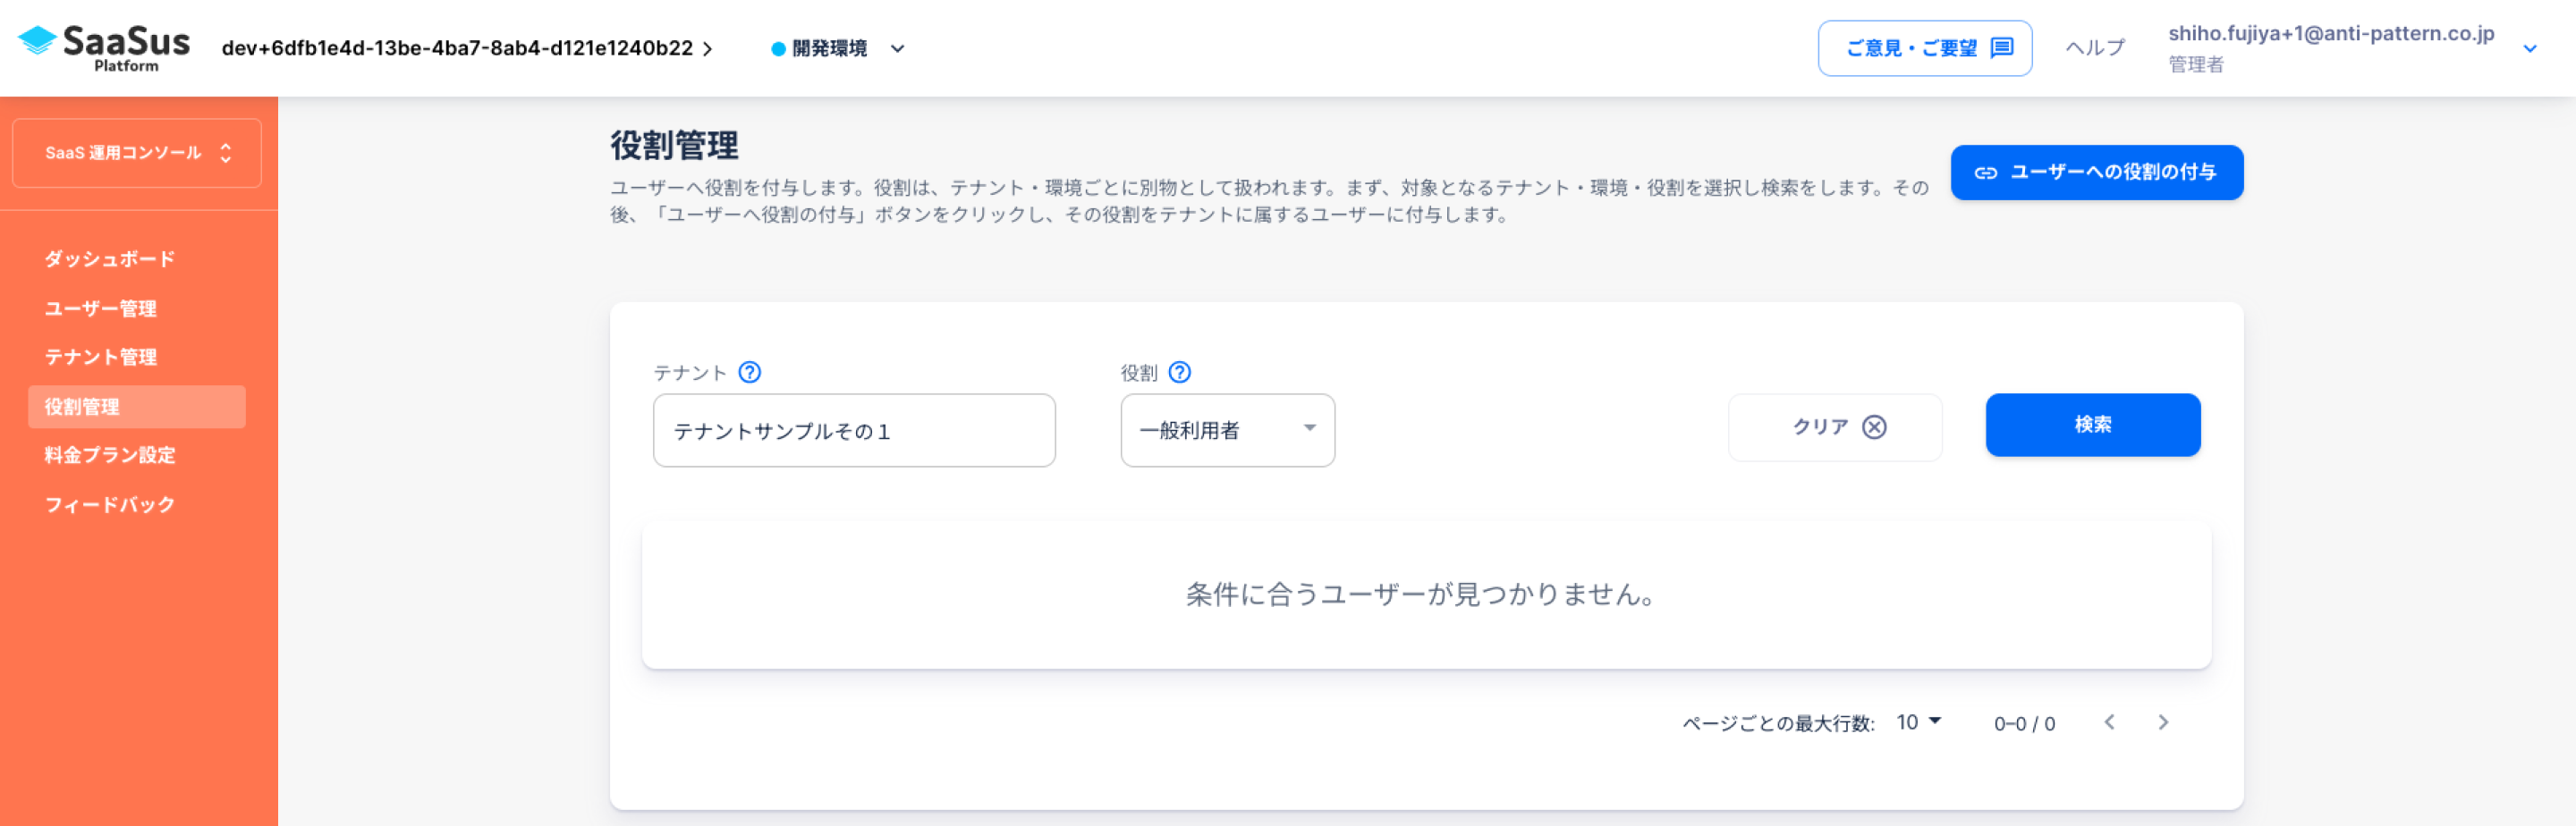 SaaSus
Platform
dev+6dfb1e4d-13be-4ba7-8ab4-d121e1240b22
開発環境
ご意見・ご要望
ヘルプ
shiho.fujiya+1@anti-pattern.co.jp
管理者
SaaS 運用コンソール
ダッシュボード
ユーザー管理
テナント管理
役割管理
料金プラン設定
フィードバック
役割管理
ユーザーへ役割を付与します。役割は、テナント・環境ごとに別物として扱われます。まず、対象となるテナント・環境・役割を選択し検索をします。その
後、「ユーザーへ役割の付与」ボタンをクリックし、その役割をテナントに属するユーザーに付与します。
ユーザーへの役割の付与
テナント
役割
テナントサンプルその１
一般利用者
クリア
検索
条件に合うユーザーが見つかりません。
ページごとの最大行数: 10 0–0 / 0